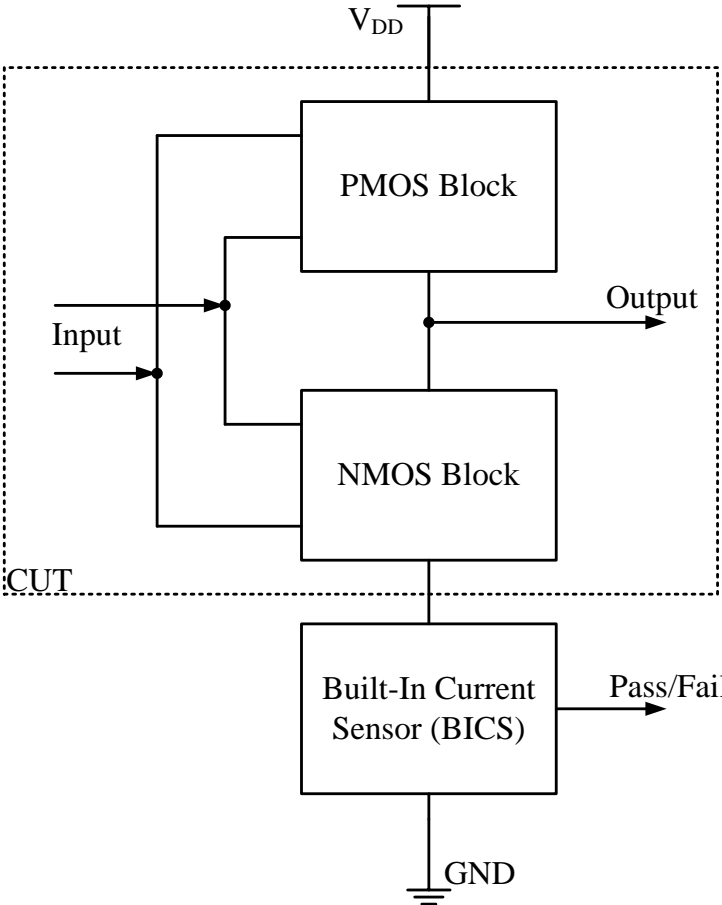 VDD
PMOS Block
Output
Input
NMOS Block
CUT
Built-In Current
Sensor (BICS)
Pass/Fail
GND